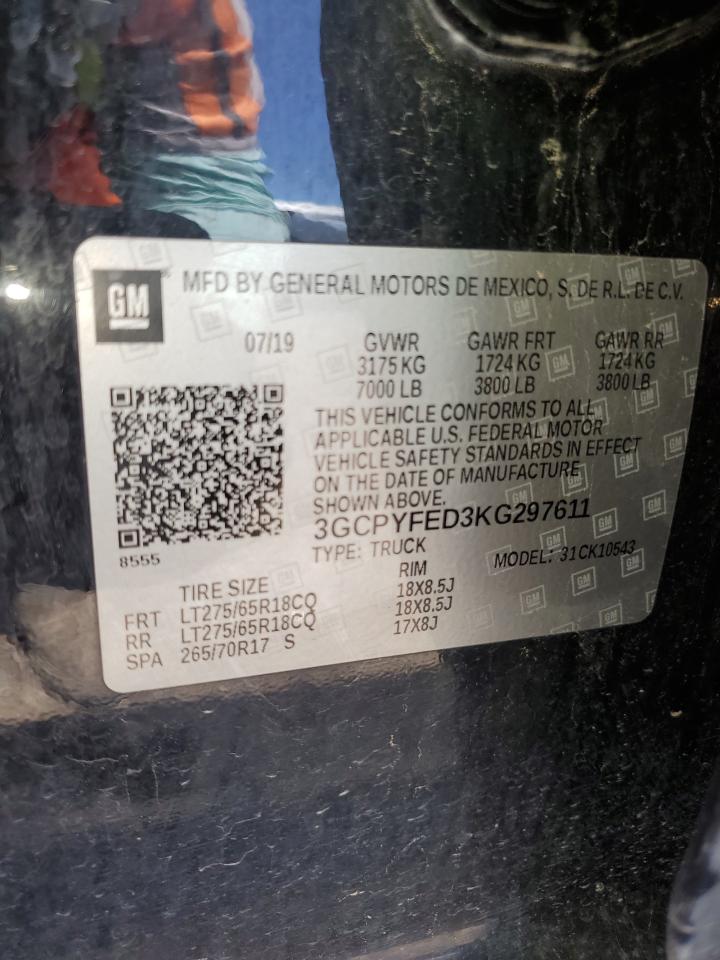 GM
MFD BY GENERAL MOTORS DE MEXICO, S. DE R.L. DE C.V.
07/19 GVWR GAWR FRT GAWR RR
3175 KG 1724 KG 1724 KG
7000 LB 3800 LB 3800 LB
THIS VEHICLE CONFORMS TO ALL
APPLICABLE U.S. FEDERAL MOTOR
VEHICLE SAFETY STANDARDS IN EFFECT
ON THE DATE OF MANUFACTURE
SHOWN ABOVE.
3GCPYFED3KG297611
8555
TYPE: TRUCK MODEL: 31CK10543
TIRE SIZE RIM
FRT LT275/65R18CQ 18X8.5J
RR LT275/65R18CQ 18X8.5J
SPA 265/70R17 S 17X8J